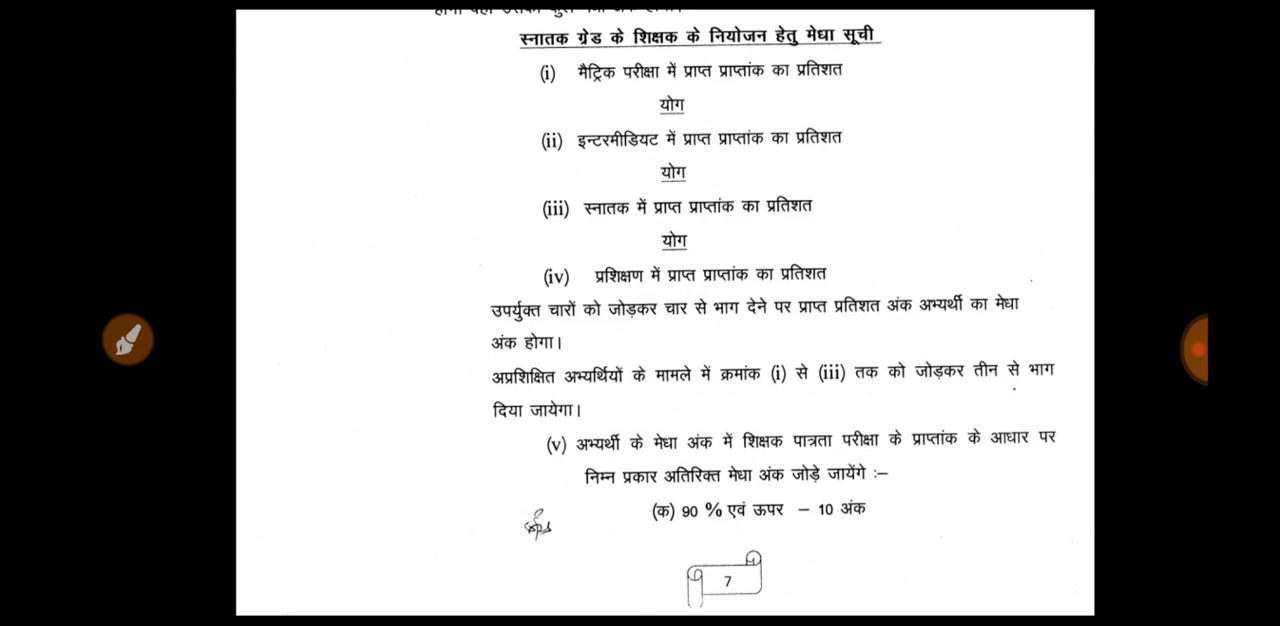 स्नातक ग्रेड के शिक्षक के नियोजन हेतु मेधा सूची
(i) मैट्रिक परीक्षा में प्राप्त प्राप्तांक का प्रतिशत
योग
(ii) इन्टरमीडियट में प्राप्त प्राप्तांक का प्रतिशत
योग
(iii) स्नातक में प्राप्त प्राप्तांक का प्रतिशत
योग
(iv) प्रशिक्षण में प्राप्त प्राप्तांक का प्रतिशत
उपर्युक्त चारों को जोड़कर चार से भाग देने पर प्राप्त प्रतिशत अंक अभ्यर्थी का मेधा
अंक होगा।
अप्रशिक्षित अभ्यर्थियों के मामले में क्रमांक (i) से (iii) तक को जोड़कर तीन से भाग
दिया जायेगा।
(v) अभ्यर्थी के मेधा अंक में शिक्षक पात्रता परीक्षा के प्राप्तांक के आधार पर
निम्न प्रकार अतिरिक्त मेधा अंक जोड़े जायेंगे :–
(क) 90 % एवं ऊपर – 10 अंक
7